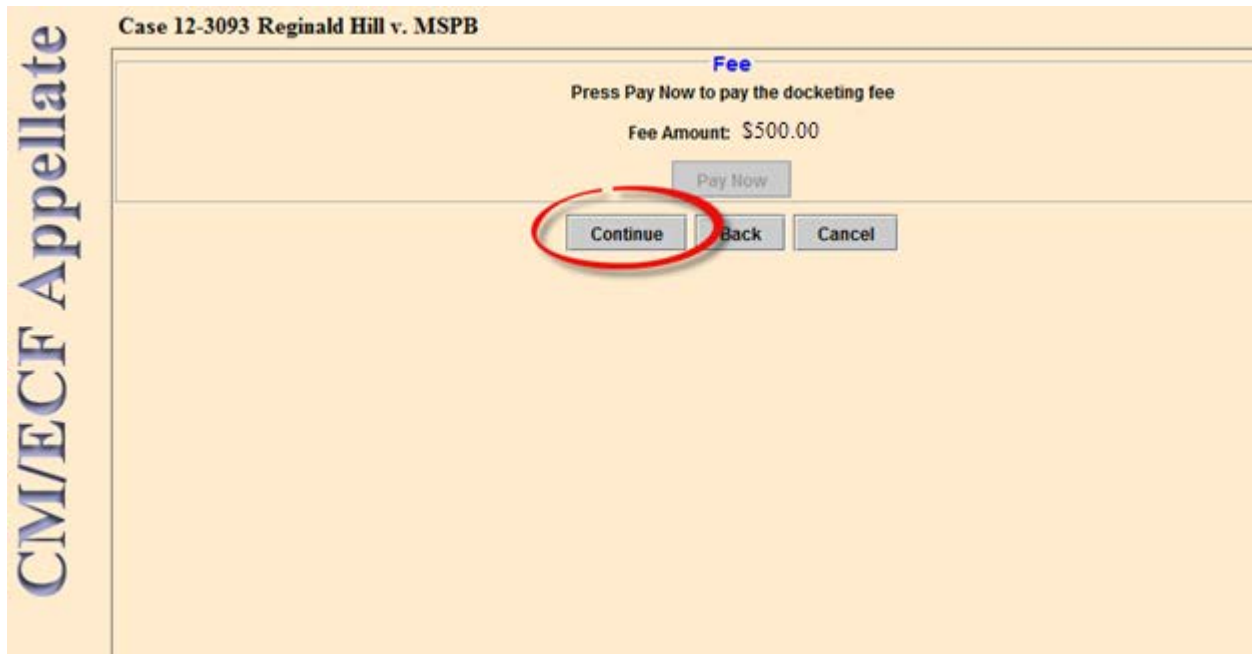 CM/ECF Appellate
Case 12-3093 Reginald Hill v. MSPB
Fee
Press Pay Now to pay the docketing fee
Fee Amount: $500.00
Pay Now
Continue Back Cancel